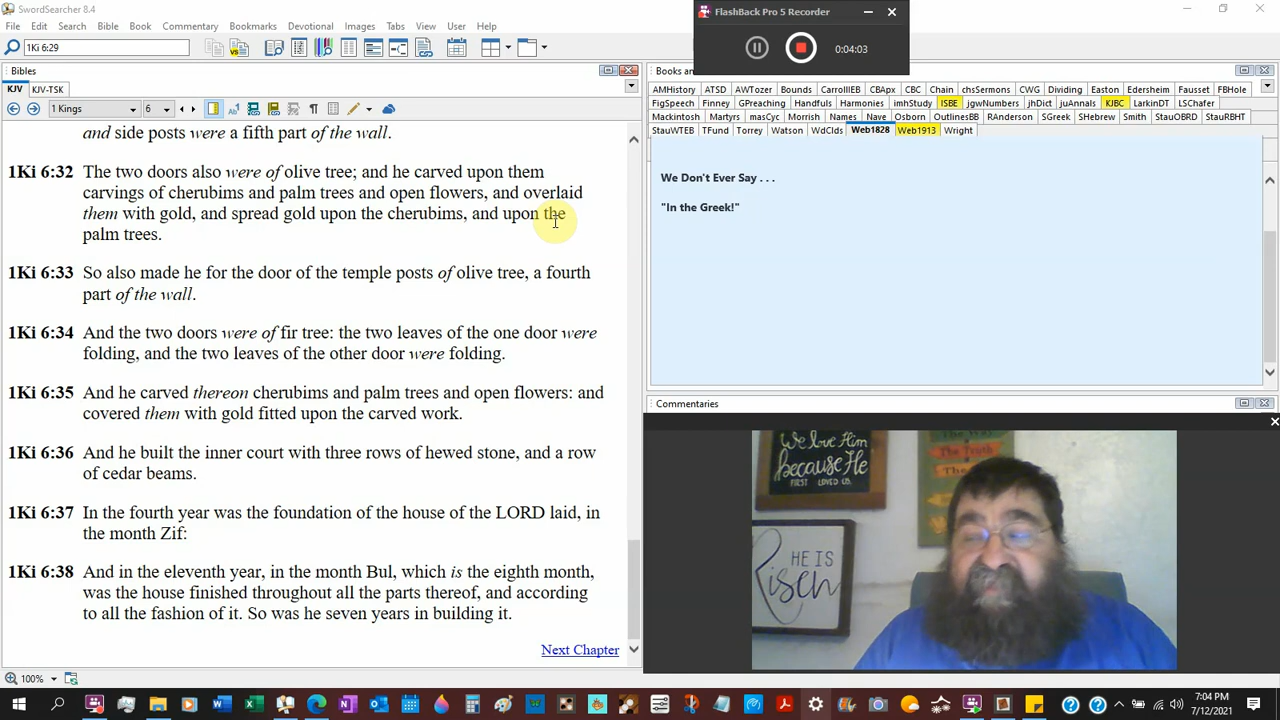 SwordSearcher 8.4
FlashBack Pro 5 Recorder
0:04:03
File Edit Search Bible Book Commentary Bookmarks Devotional Images Tabs View User Help
1Ki 6:29
Bibles
KJV KJV-TSK
1 Kings 6
and side posts were a fifth part of the wall.
1Ki 6:32 The two doors also were of olive tree; and he carved upon them
carvings of cherubims and palm trees and open flowers, and overlaid
them with gold, and spread gold upon the cherubims, and upon the
palm trees.
1Ki 6:33 So also made he for the door of the temple posts of olive tree, a fourth
part of the wall.
1Ki 6:34 And the two doors were of fir tree: the two leaves of the one door were
folding, and the two leaves of the other door were folding.
1Ki 6:35 And he carved thereon cherubims and palm trees and open flowers: and
covered them with gold fitted upon the carved work.
1Ki 6:36 And he built the inner court with three rows of hewed stone, and a row
of cedar beams.
1Ki 6:37 In the fourth year was the foundation of the house of the LORD laid, in
the month Zif:
1Ki 6:38 And in the eleventh year, in the month Bul, which is the eighth month,
was the house finished throughout all the parts thereof, and according
to all the fashion of it. So was he seven years in building it.
Next Chapter
100%
Books and
AMHistory ATSD AWTozer Bounds CarrollMD CBApx CBC Chain chsSermons CWG Dividing Easton Edersheim Fausset FBHole
FigSpeech Finney GPreaching Handfuls Harmonies imhStudy ISBE jgwNumbers jhDict juAnnals KJBC LarkinDT LSChafer
Mackintosh Martyrs masCyc Morrish Names Nave Osborn OutlinesBB RAnderson SGreek SHebrew Smith StauOBRD StauRBHT
StauWTEB TFund Torrey Watson WdClds Web1828 Web1913 Wright
We Don't Ever Say . . .
"In the Greek!"
Commentaries
We love Him
because He
FIRST LOVED US.
The Way
The Truth
The
HE IS
Risen
7:04 PM
7/12/2021